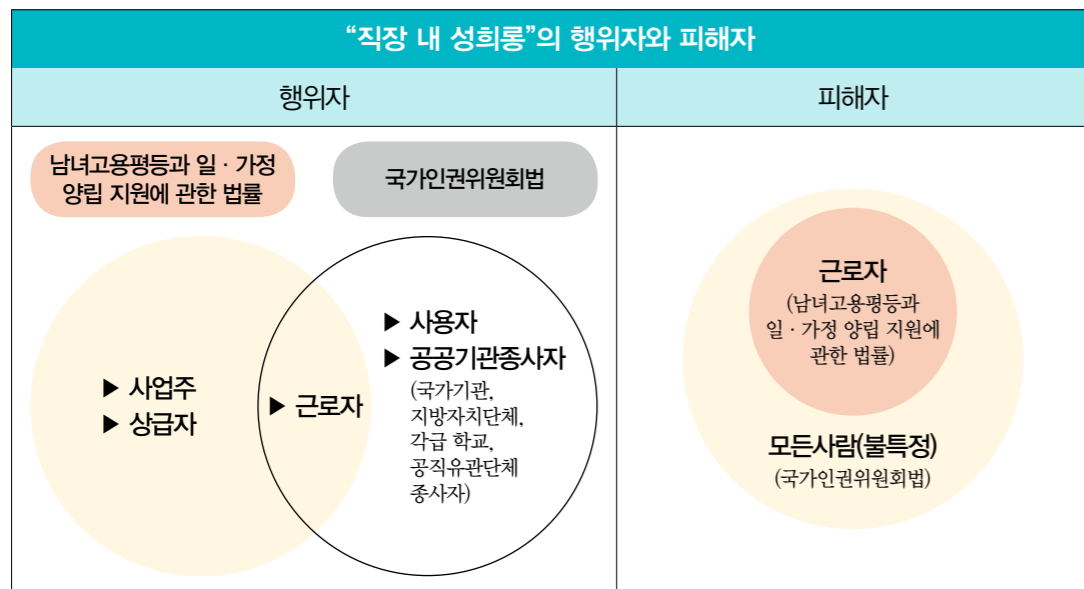 “직장 내 성희롱”의 행위자와 피해자
행위자
피해자
남녀고용평등과 일 · 가정
양립 지원에 관한 법률
국가인권위원회법
▶ 사업주
▶ 상급자
▶ 근로자
▶ 사용자
▶ 공공기관종사자
(국가기관,
지방자치단체,
각급 학교,
공직유관단체
종사자)
근로자
(남녀고용평등과
일 · 가정 양립 지원에
관한 법률)
모든사람(불특정)
(국가인권위원회법)